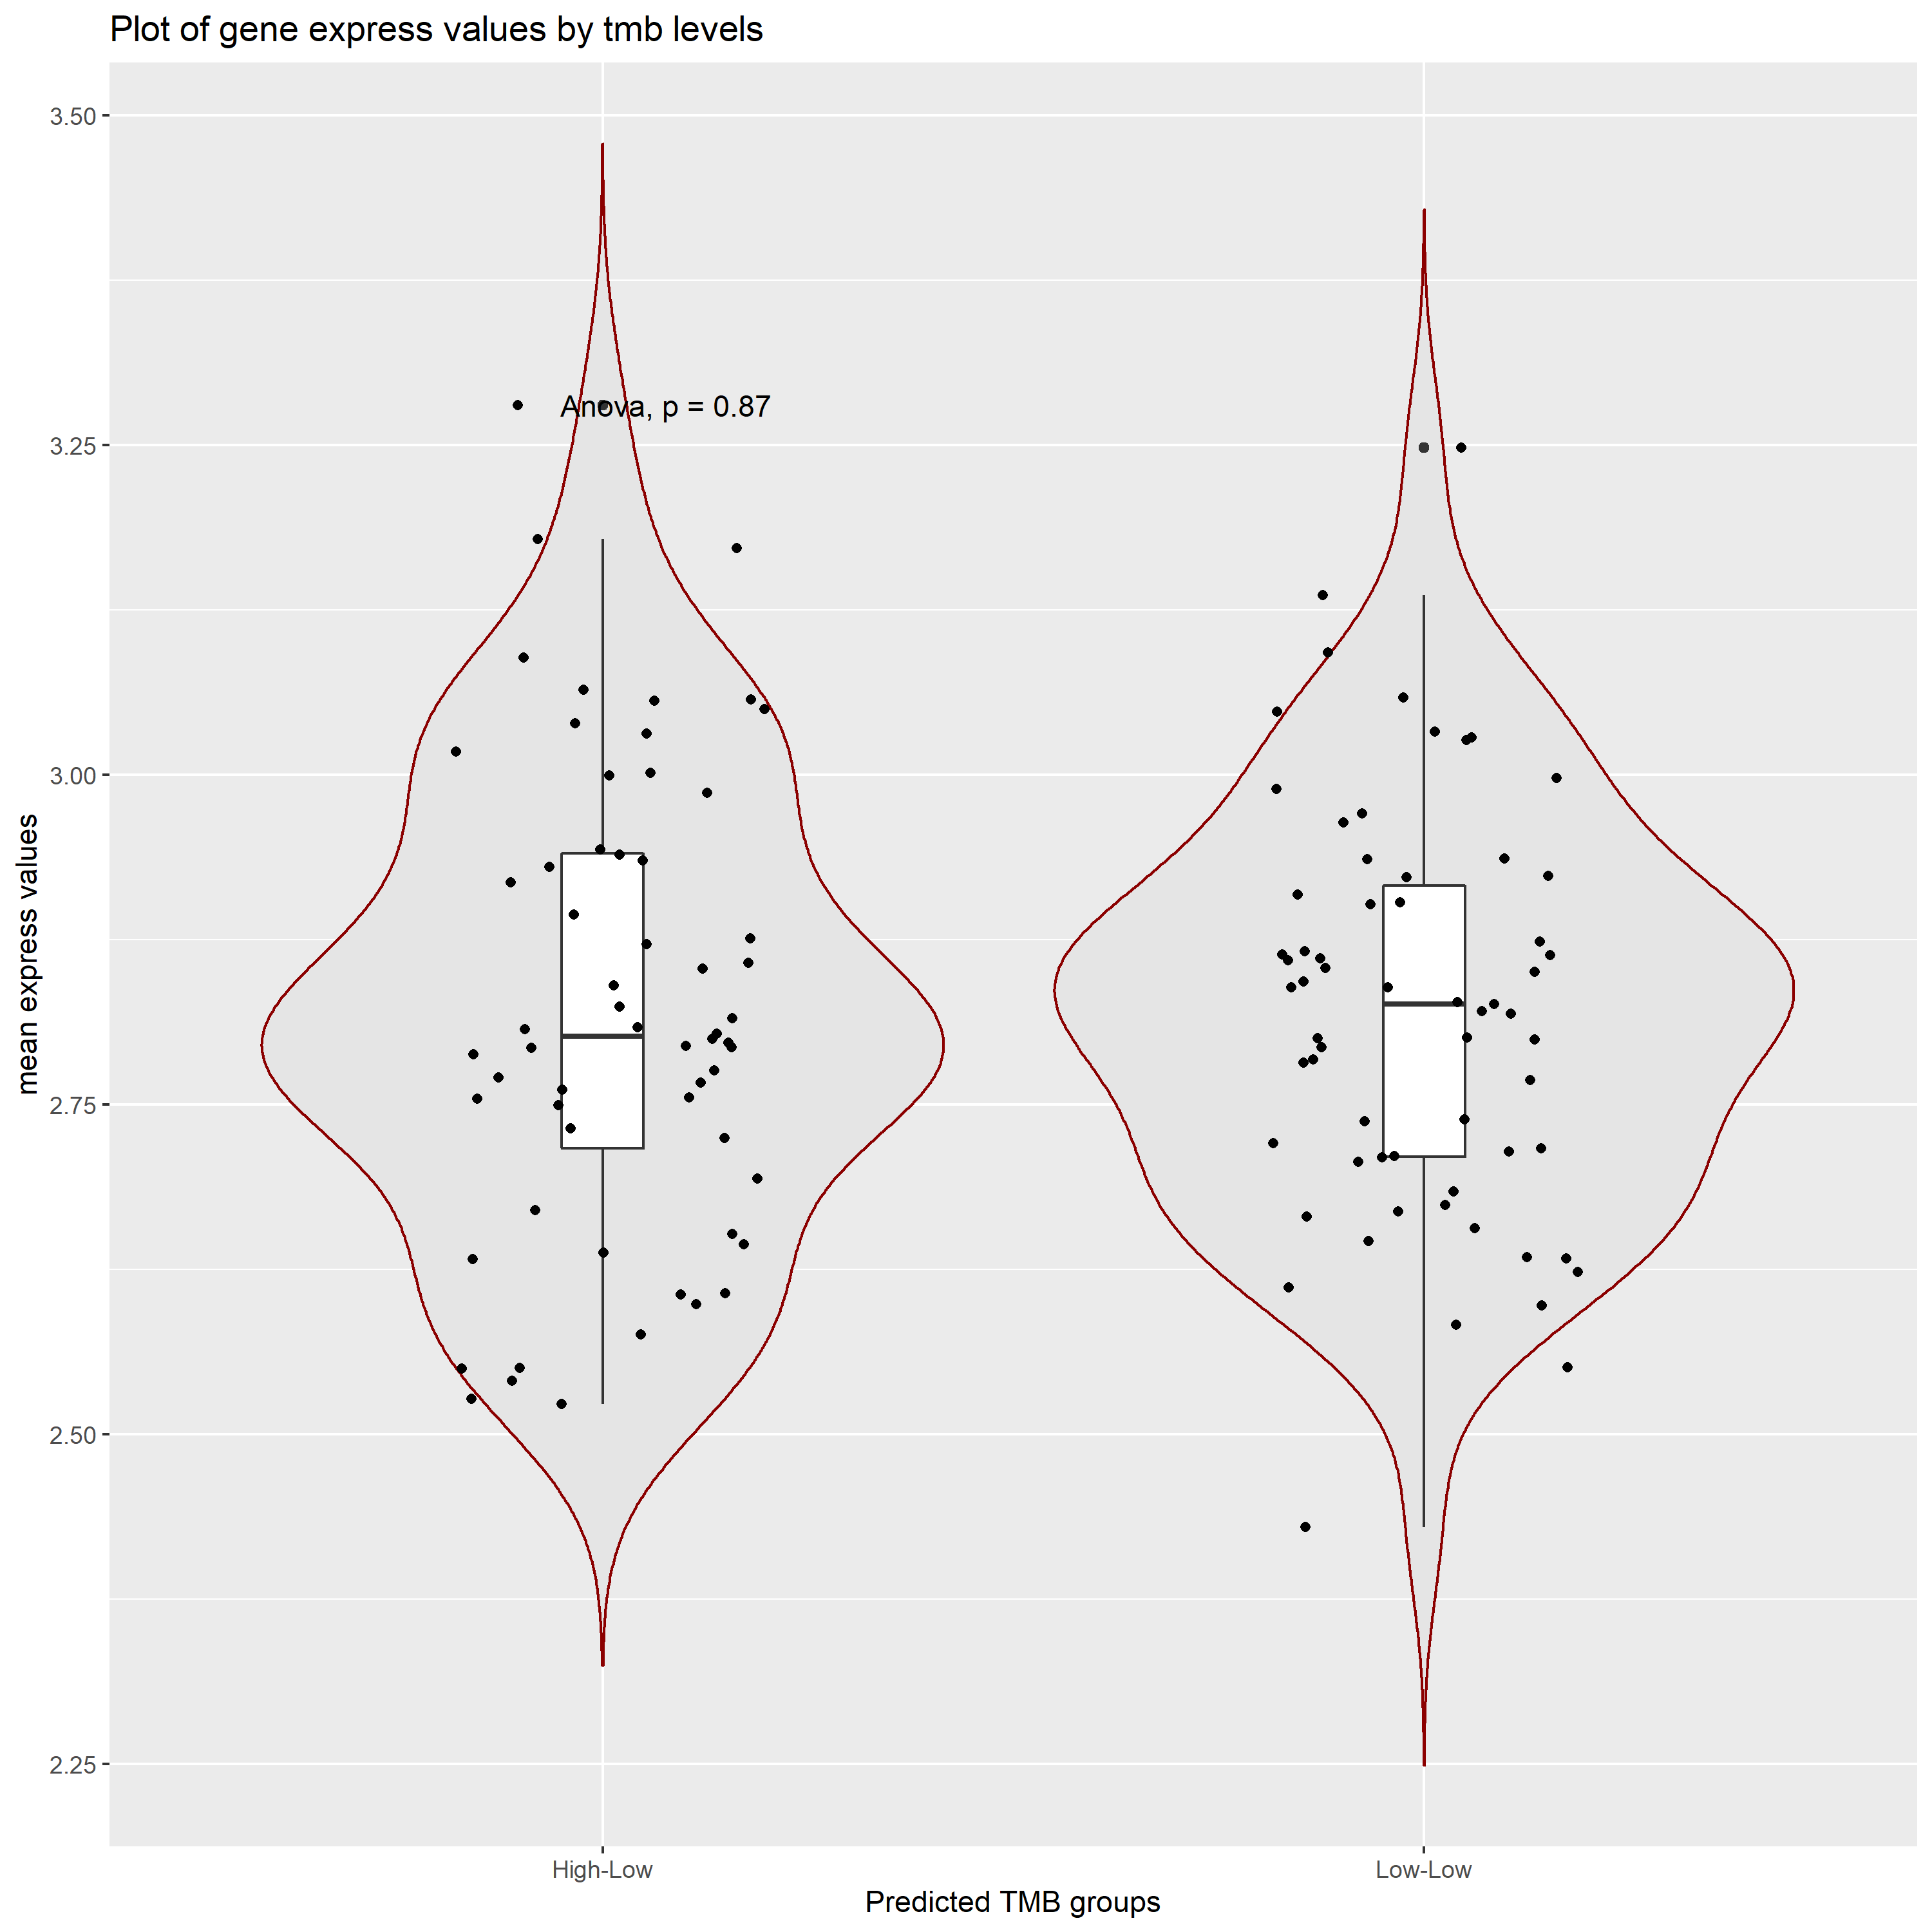 Plot of gene express values by tmb levels
3.50
3.25
3.00
2.75
2.50
2.25
mean express values
Anova, p = 0.87
High-Low
Low-Low
Predicted TMB groups